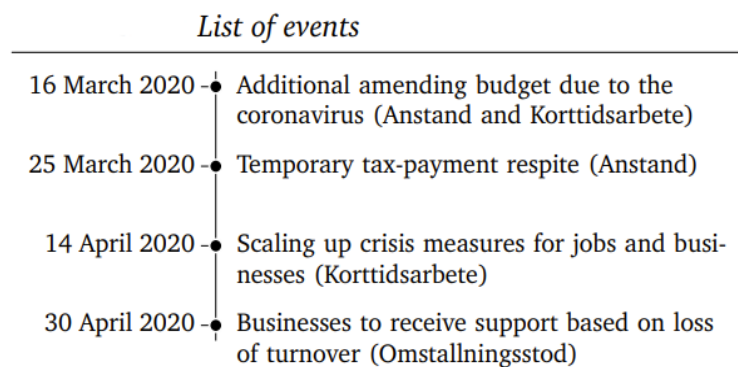 List of events
16 March 2020 Additional amending budget due to the
coronavirus (Anstand and Korttidsarbete)
25 March 2020 Temporary tax-payment respite (Anstand)
14 April 2020 Scaling up crisis measures for jobs and busi-
nesses (Korttidsarbete)
30 April 2020 Businesses to receive support based on loss
of turnover (Omstallningsstod)